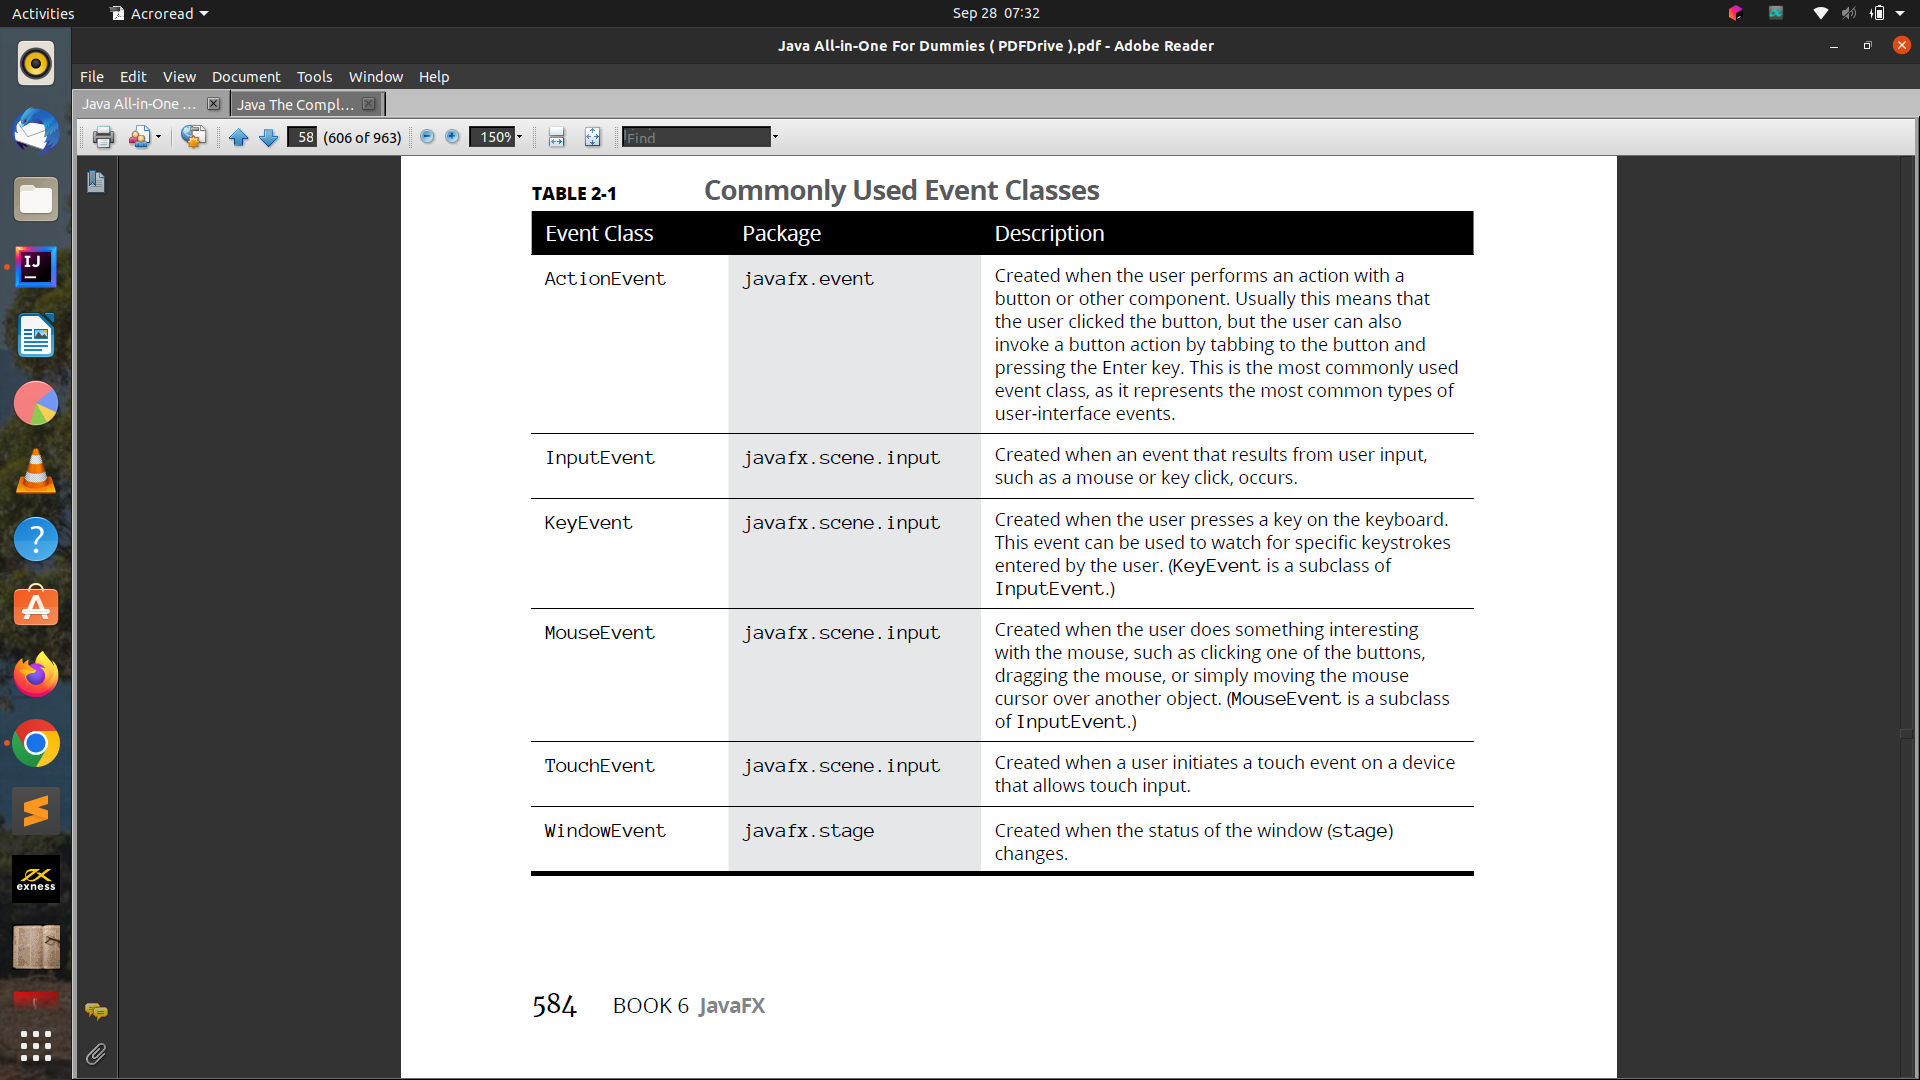 Activities
Acroread
Sep 28 07:32
Java All-in-One For Dummies ( PDFDrive ).pdf - Adobe Reader
File Edit View Document Tools Window Help
Java All-in-One ...
Java The Compl...
58 (606 of 963)
150%
Find
TABLE 2-1 Commonly Used Event Classes
Event Class Package Description
ActionEvent javafx.event Created when the user performs an action with a
button or other component. Usually this means that
the user clicked the button, but the user can also
invoke a button action by tabbing to the button and
pressing the Enter key. This is the most commonly used
event class, as it represents the most common types of
user-interface events.
InputEvent javafx.scene.input Created when an event that results from user input,
such as a mouse or key click, occurs.
KeyEvent javafx.scene.input Created when the user presses a key on the keyboard.
This event can be used to watch for specific keystrokes
entered by the user. (KeyEvent is a subclass of
InputEvent.)
MouseEvent javafx.scene.input Created when the user does something interesting
with the mouse, such as clicking one of the buttons,
dragging the mouse, or simply moving the mouse
cursor over another object. (MouseEvent is a subclass
of InputEvent.)
TouchEvent javafx.scene.input Created when a user initiates a touch event on a device
that allows touch input.
WindowEvent javafx.stage Created when the status of the window (stage)
changes.
584 BOOK 6 JavaFX
IJ
exness